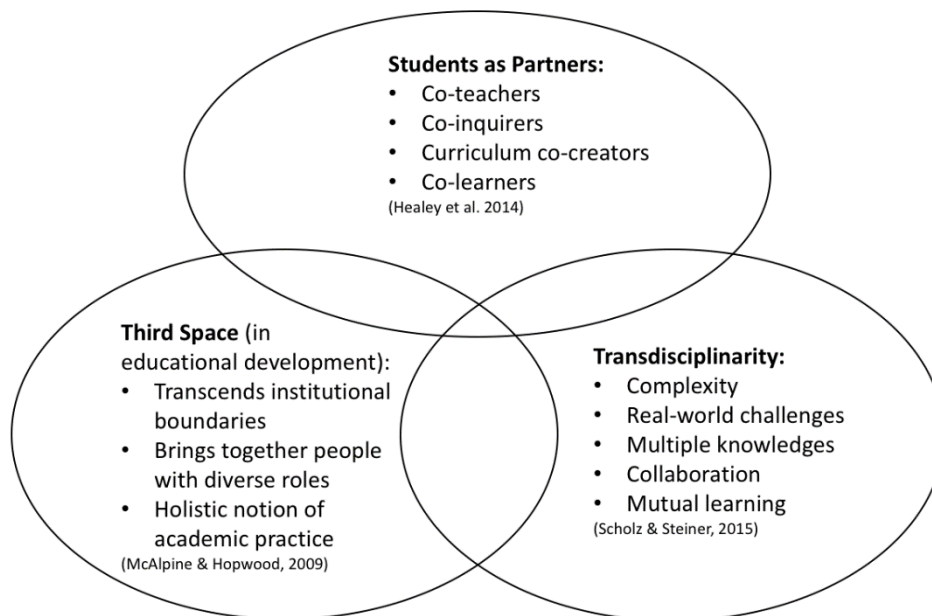 Students as Partners:
• Co-teachers
• Co-inquirers
• Curriculum co-creators
• Co-learners
(Healey et al. 2014)
Third Space (in
educational development):
• Transcends institutional
boundaries
• Brings together people
with diverse roles
• Holistic notion of
academic practice
(McAlpine & Hopwood, 2009)
Transdisciplinarity:
• Complexity
• Real-world challenges
• Multiple knowledges
• Collaboration
• Mutual learning
(Scholz & Steiner, 2015)